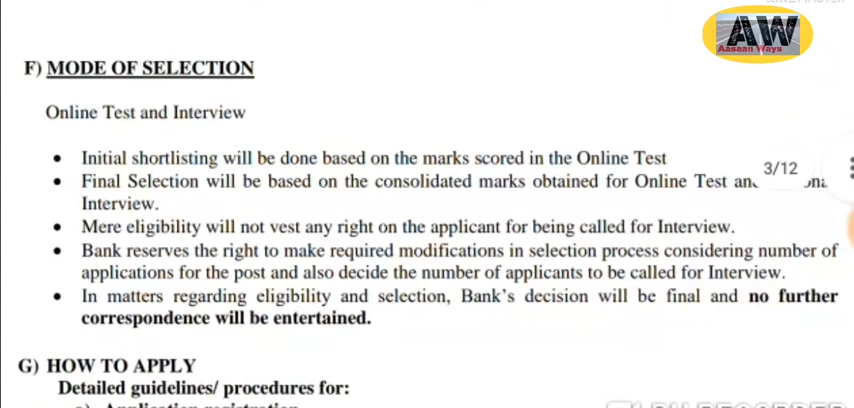 AW
Aasaan Ways
F) MODE OF SELECTION
Online Test and Interview
• Initial shortlisting will be done based on the marks scored in the Online Test
3/12
• Final Selection will be based on the consolidated marks obtained for Online Test
Interview.
• Mere eligibility will not vest any right on the applicant for being called for Interview.
• Bank reserves the right to make required modifications in selection process considering number of
applications for the post and also decide the number of applicants to be called for Interview.
• In matters regarding eligibility and selection, Bank's decision will be final and no further
correspondence will be entertained.
G) HOW TO APPLY
Detailed guidelines/ procedures for: